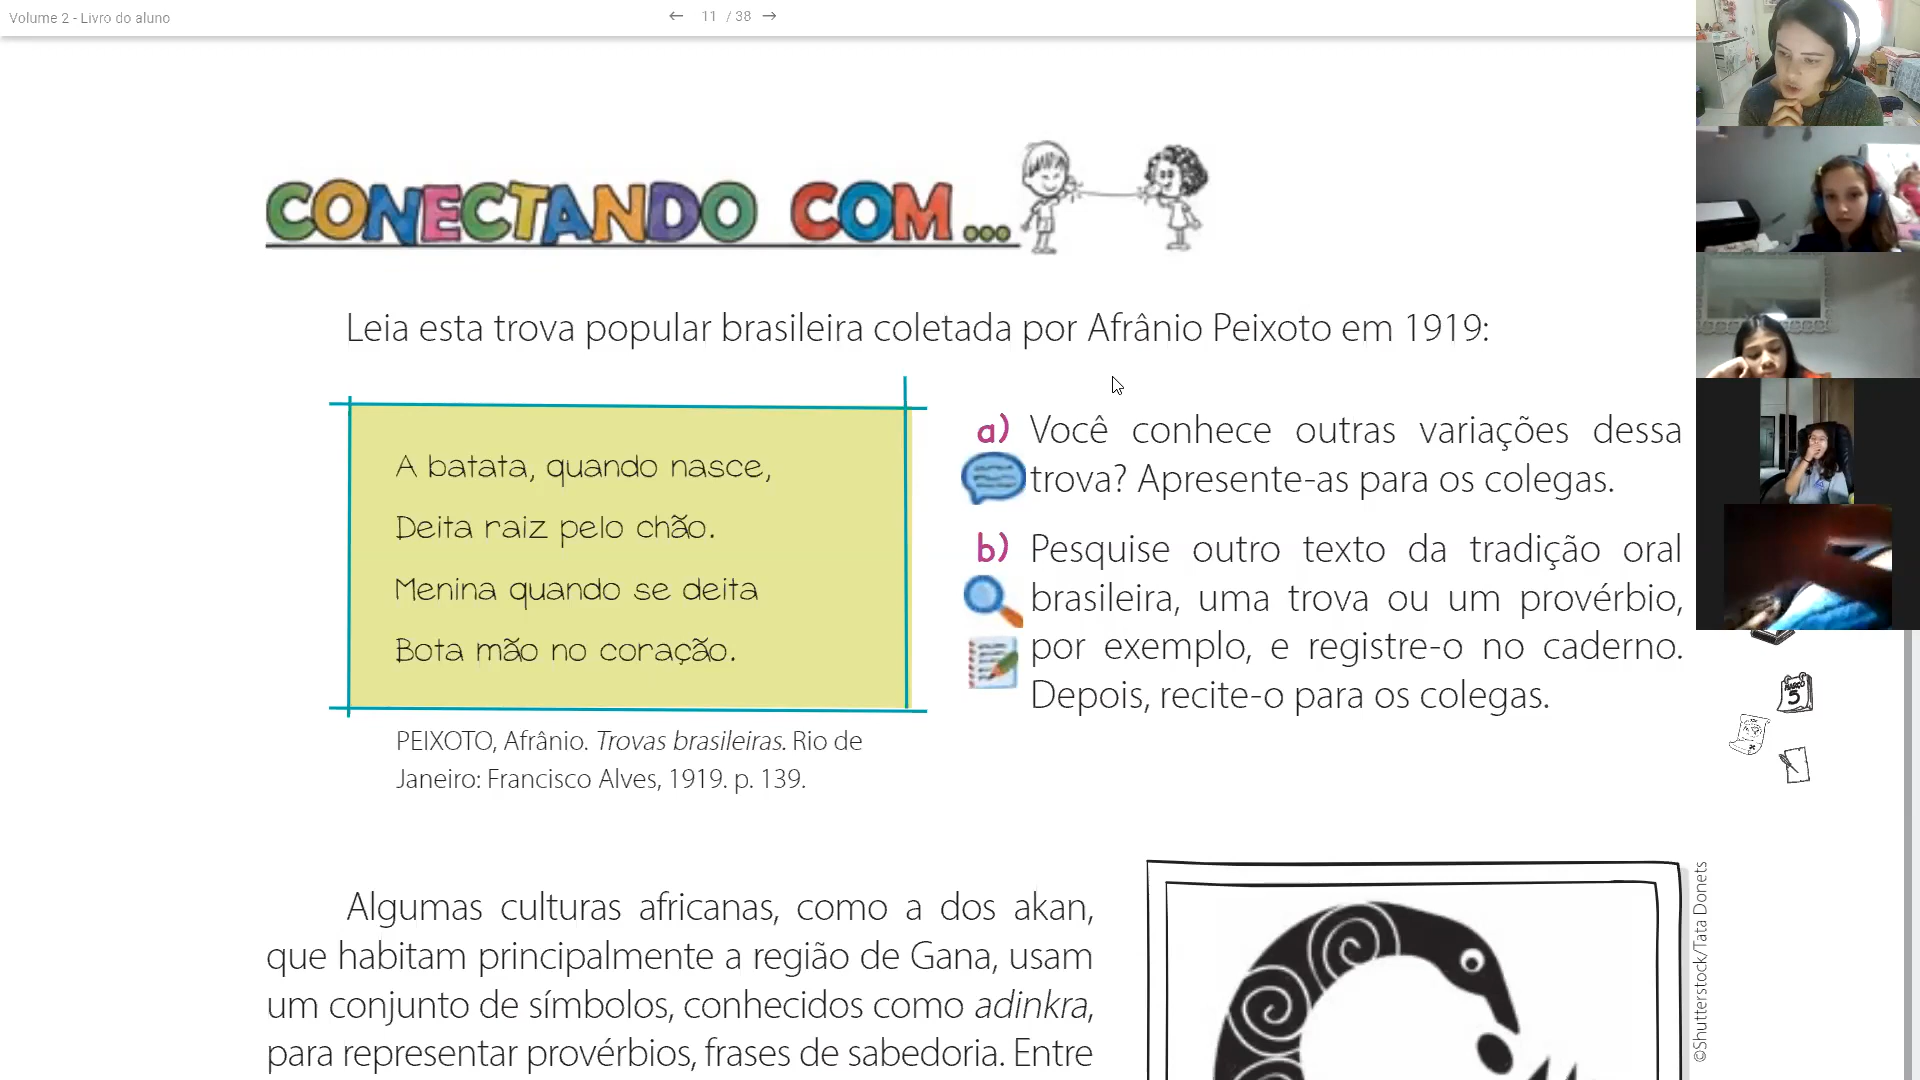 Volume 2 - Livro do aluno
← 11 / 38 →
CONECTANDO COM...
Leia esta trova popular brasileira coletada por Afrânio Peixoto em 1919:
A batata, quando nasce,
Deita raiz pelo chão.
Menina quando se deita
Bota mão no coração.
PEIXOTO, Afrânio. Trovas brasileiras. Rio de
Janeiro: Francisco Alves, 1919. p. 139.
a) Você conhece outras variações dessa
trova? Apresente-as para os colegas.
b) Pesquise outro texto da tradição oral
brasileira, uma trova ou um provérbio,
por exemplo, e registre-o no caderno.
Depois, recite-o para os colegas.
MARÇO
5
Algumas culturas africanas, como a dos akan,
que habitam principalmente a região de Gana, usam
um conjunto de símbolos, conhecidos como adinkra,
para representar provérbios, frases de sabedoria. Entre
©Shutterstock/Tata Donets